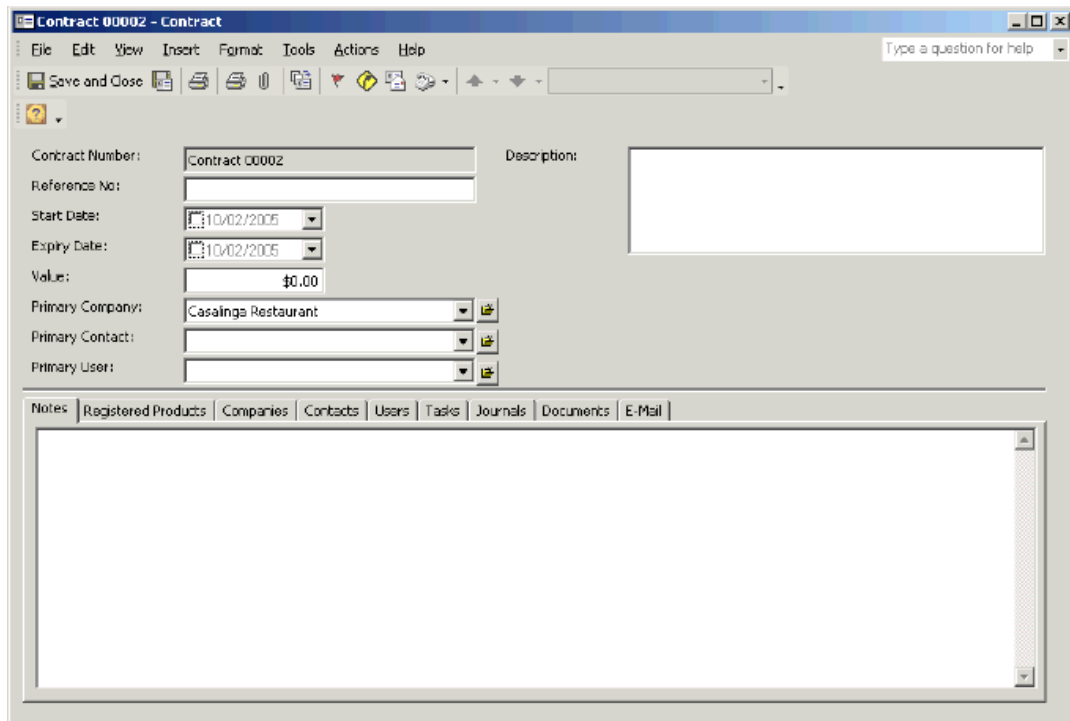 Contract 00002 - Contract
File Edit View Insert Format Tools Actions Help
Type a question for help
Save and Close
Contract Number:
Contract 00002
Description:
Reference No:
Start Date:
10/02/2005
Expiry Date:
10/02/2005
Value:
$0.00
Primary Company:
Casalinga Restaurant
Primary Contact:
Primary User:
Notes Registered Products Companies Contacts Users Tasks Journals Documents E-Mail